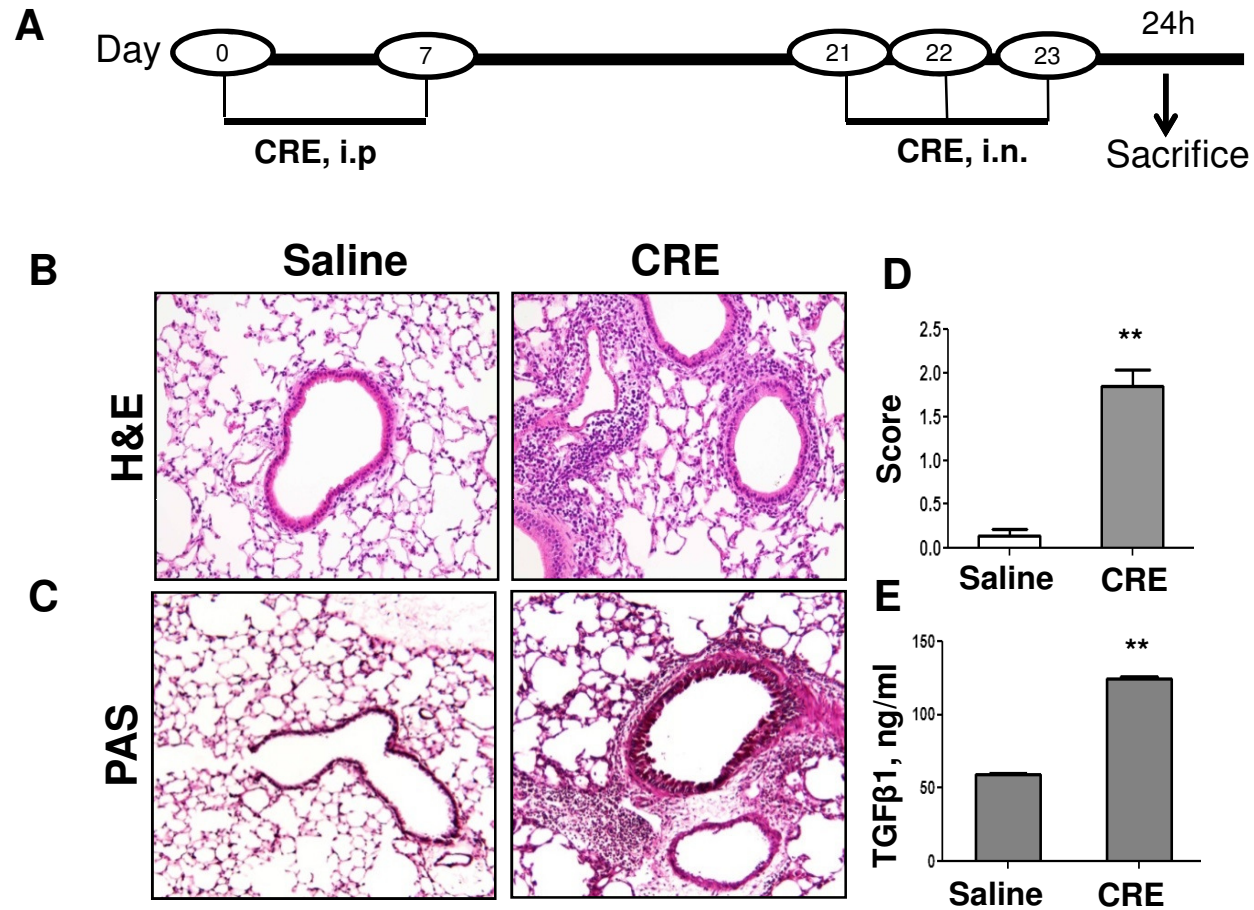 A
Day 0 7 21 22 23 24h
CRE, i.p
CRE, i.n.
Sacrifice
B
Saline
CRE
H&E
C
PAS
D
Score
2.5
2.0
1.5
1.0
0.5
0.0
**
Saline
CRE
E
TGFβ1, ng/ml
150
100
50
0
**
Saline
CRE